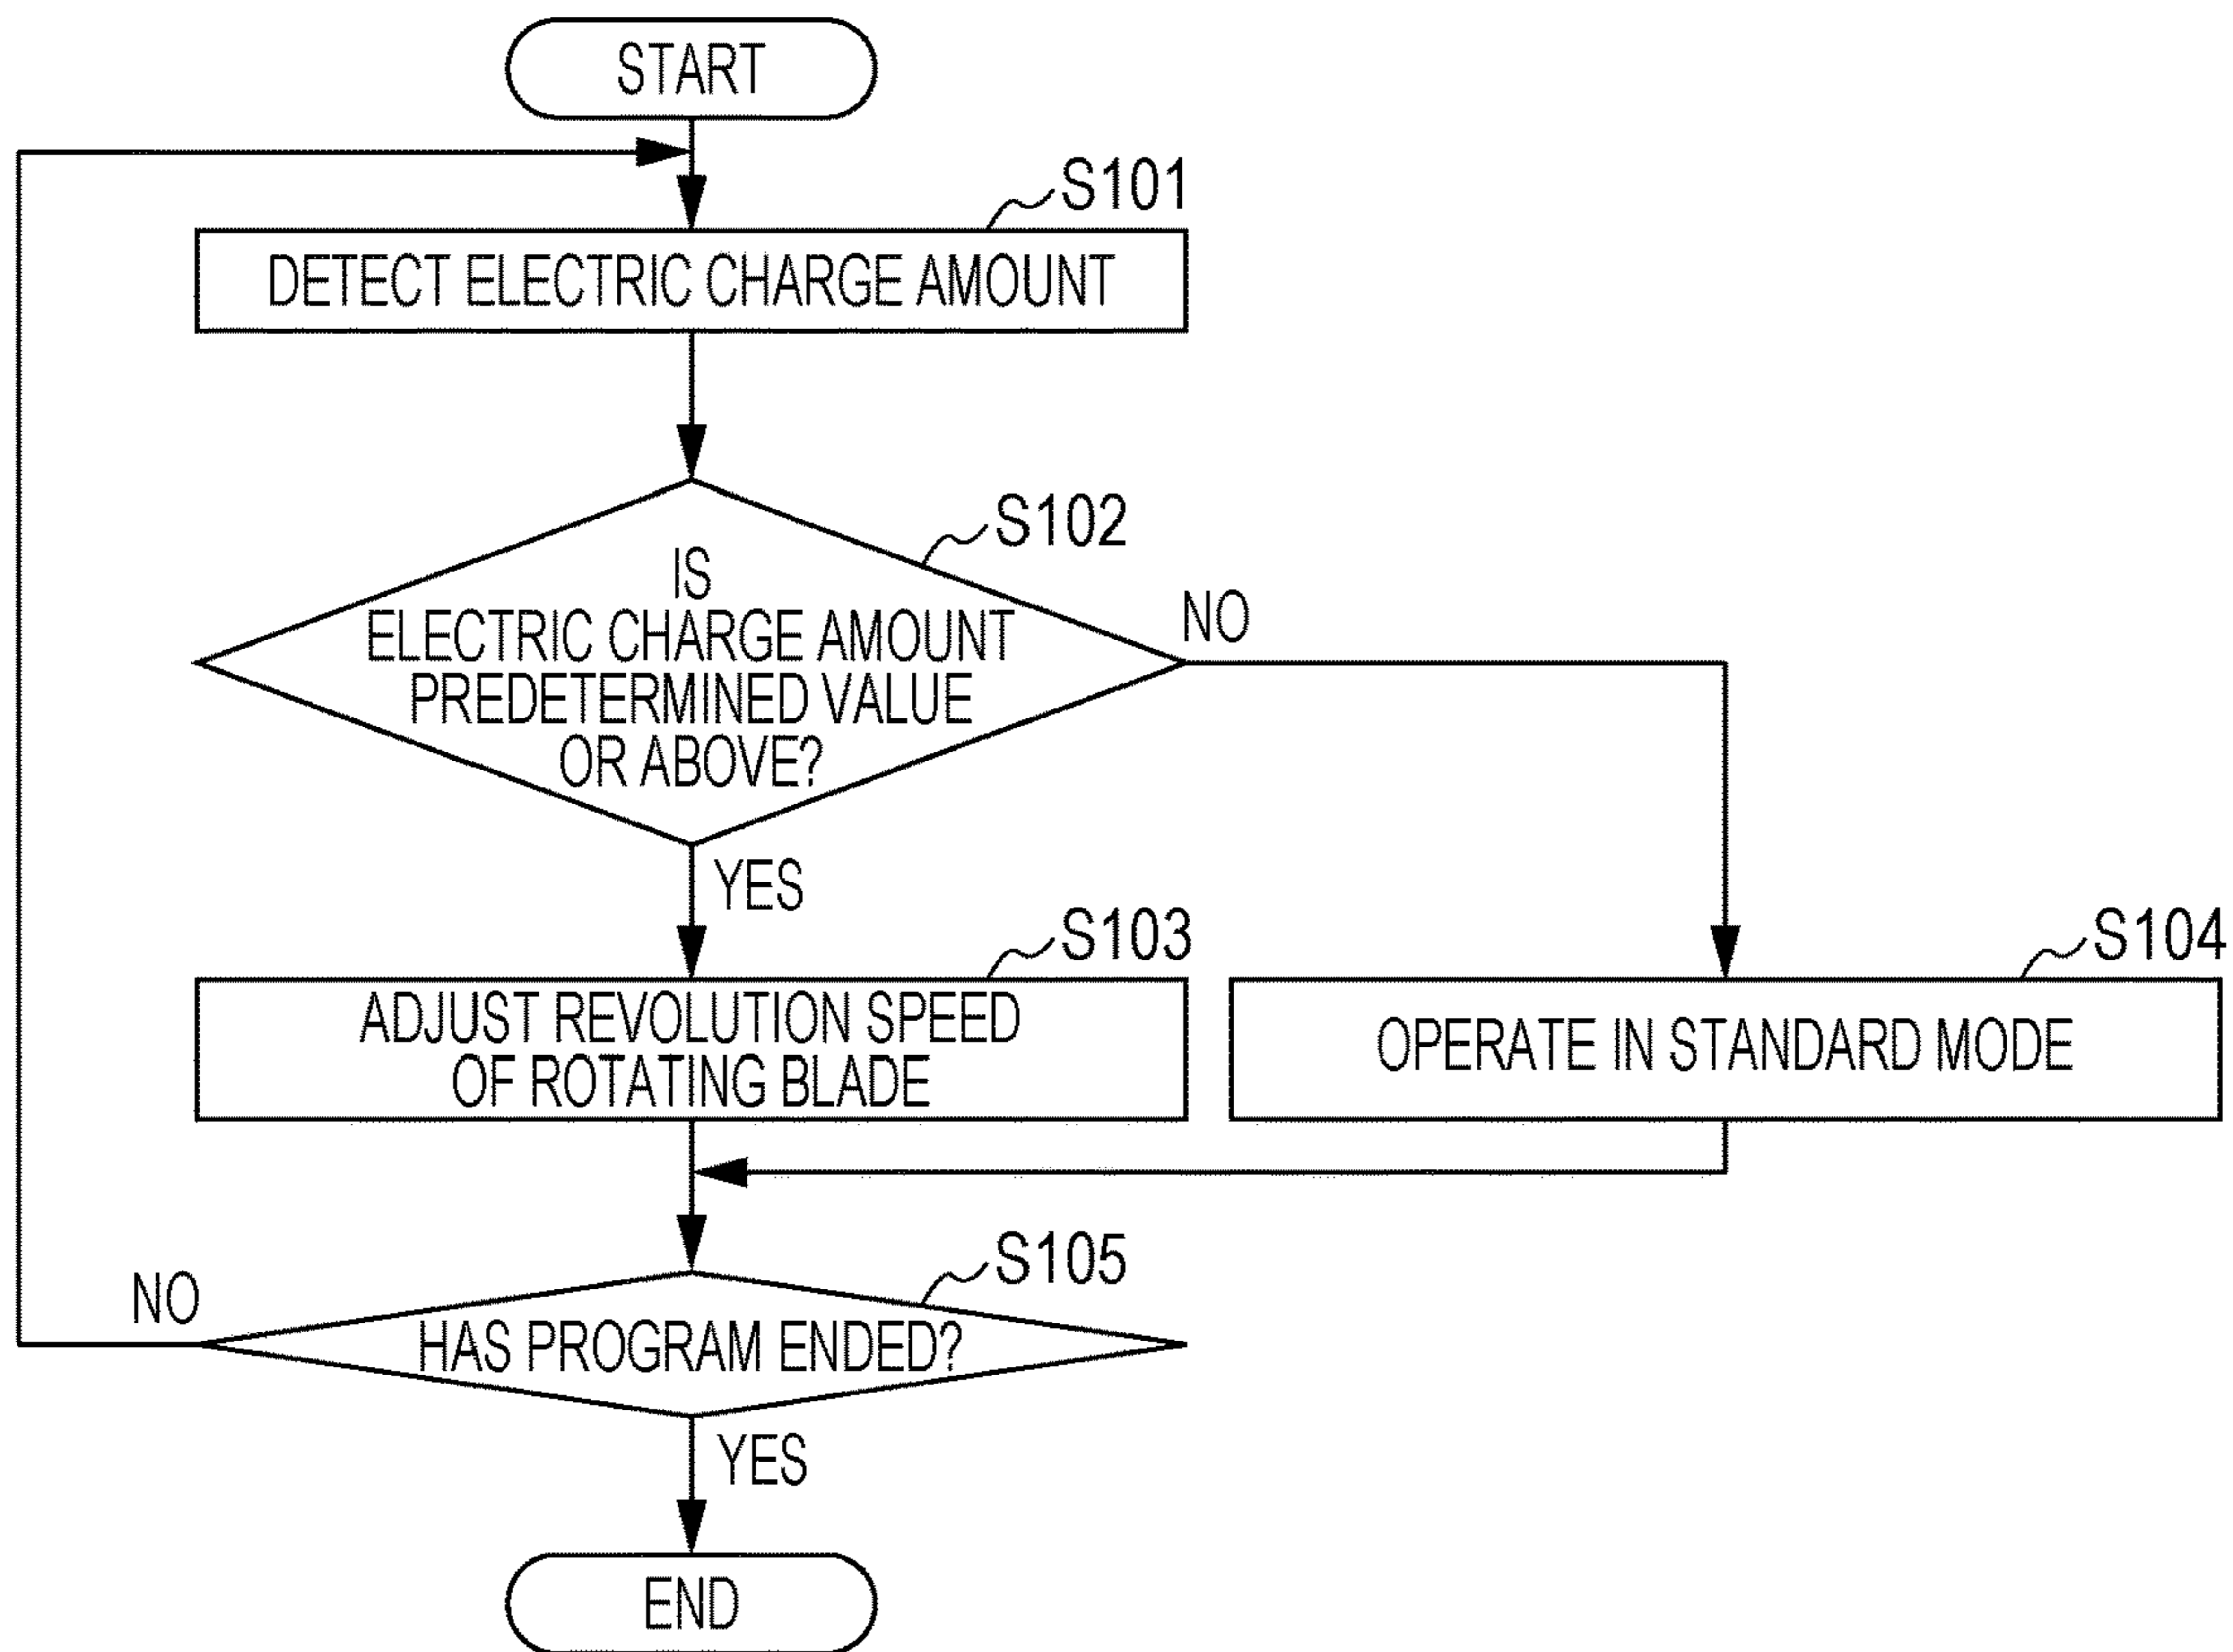 START
S101
DETECT ELECTRIC CHARGE AMOUNT
S102
IS
ELECTRIC CHARGE AMOUNT
PREDETERMINED VALUE
OR ABOVE?
NO
YES
S103
ADJUST REVOLUTION SPEED
OF ROTATING BLADE
S104
OPERATE IN STANDARD MODE
S105
HAS PROGRAM ENDED?
NO
YES
END